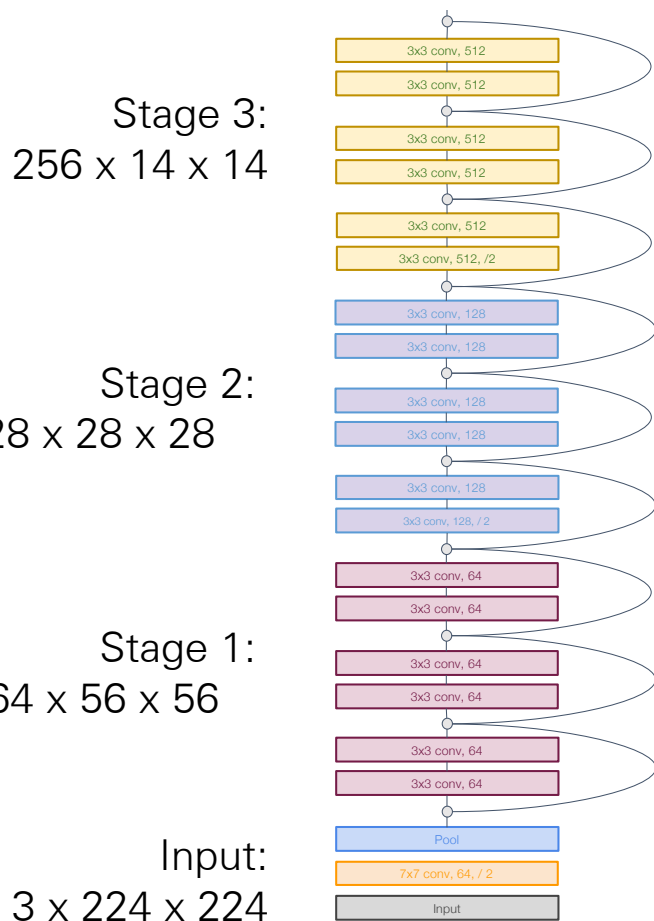 3x3 conv, 512
3x3 conv, 512
Stage 3:
256 x 14 x 14
3x3 conv, 512
3x3 conv, 512
3x3 conv, 512
3x3 conv, 512, /2
3x3 conv, 128
3x3 conv, 128
Stage 2:
28 x 28 x 28
3x3 conv, 128
3x3 conv, 128
3x3 conv, 128
3x3 conv, 128, / 2
3x3 conv, 64
3x3 conv, 64
Stage 1:
64 x 56 x 56
3x3 conv, 64
3x3 conv, 64
3x3 conv, 64
3x3 conv, 64
Input:
3 x 224 x 224
Pool
7x7 conv, 64, / 2
Input